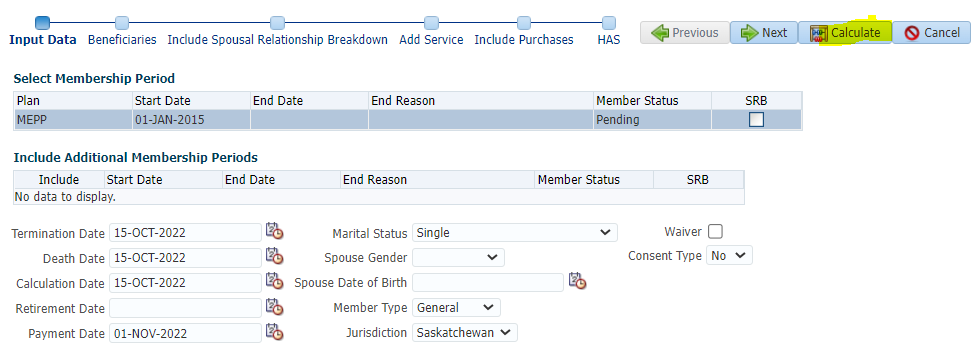 Input Data Beneficiaries Include Spousal Relationship Breakdown Add Service Include Purchases HAS Previous Next Calculate Cancel
Select Membership Period
Plan Start Date End Date End Reason Member Status SRB
MEPP 01-JAN-2015 Pending
Include Additional Membership Periods
Include Start Date End Date End Reason Member Status SRB
No data to display.
Termination Date 15-OCT-2022 Marital Status Single Waiver
Death Date 15-OCT-2022 Spouse Gender Consent Type No
Calculation Date 15-OCT-2022 Spouse Date of Birth
Retirement Date Member Type General
Payment Date 01-NOV-2022 Jurisdiction Saskatchewan